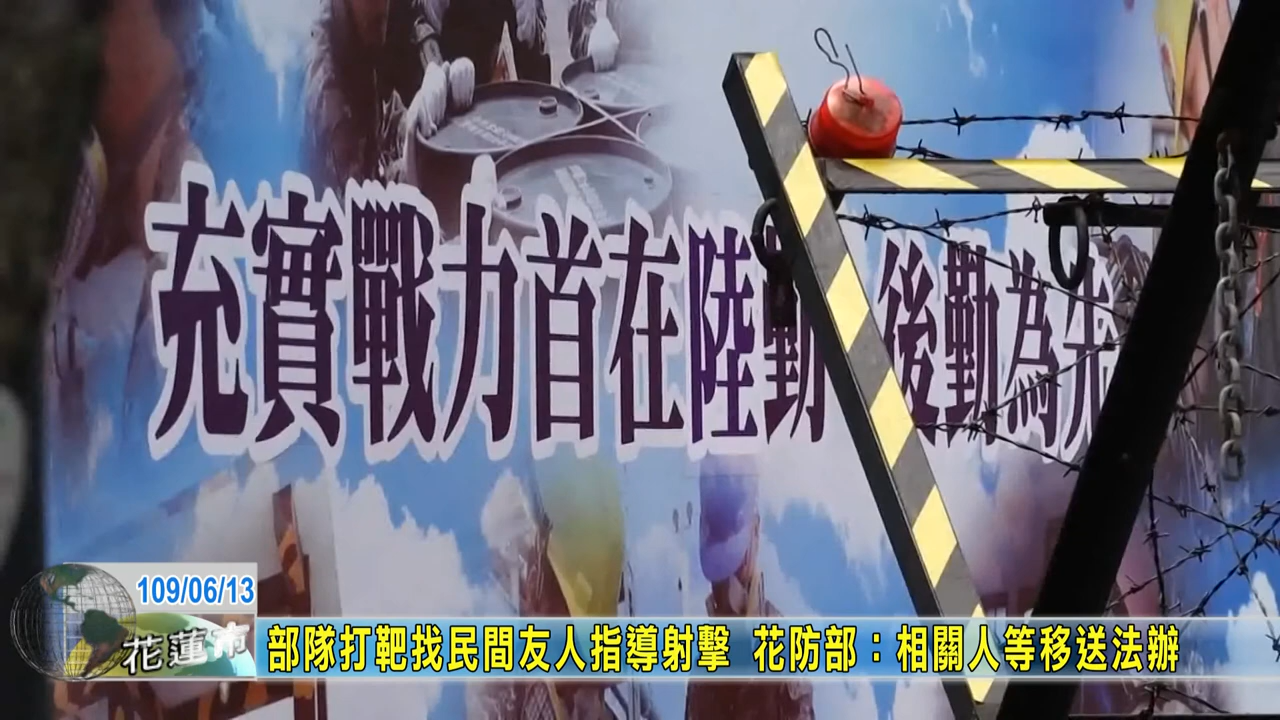 充實戰力首在陸勤 後勤為先
109/06/13
花蓮市
部隊打靶找民間友人指導射擊 花防部：相關人等移送法辦